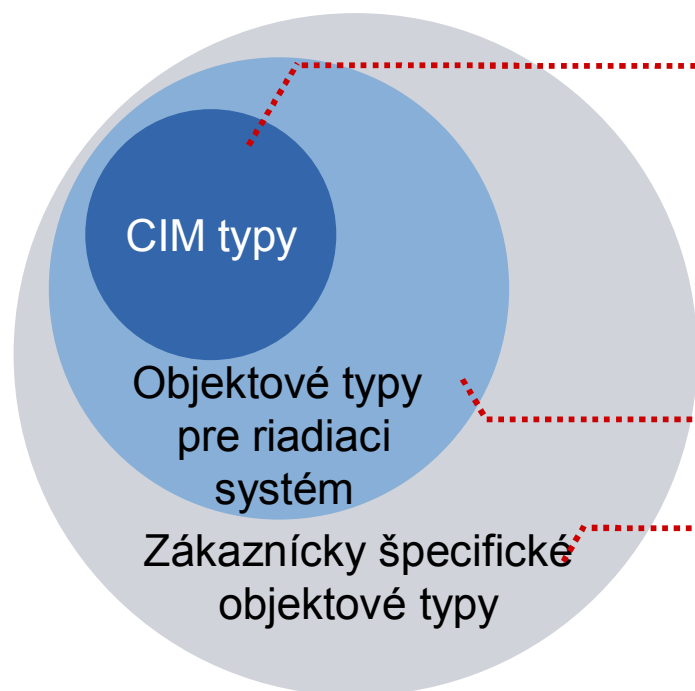 CIM typy
Objektové typy
pre riadiaci
systém
Zákaznícky špecifické
objektové typy